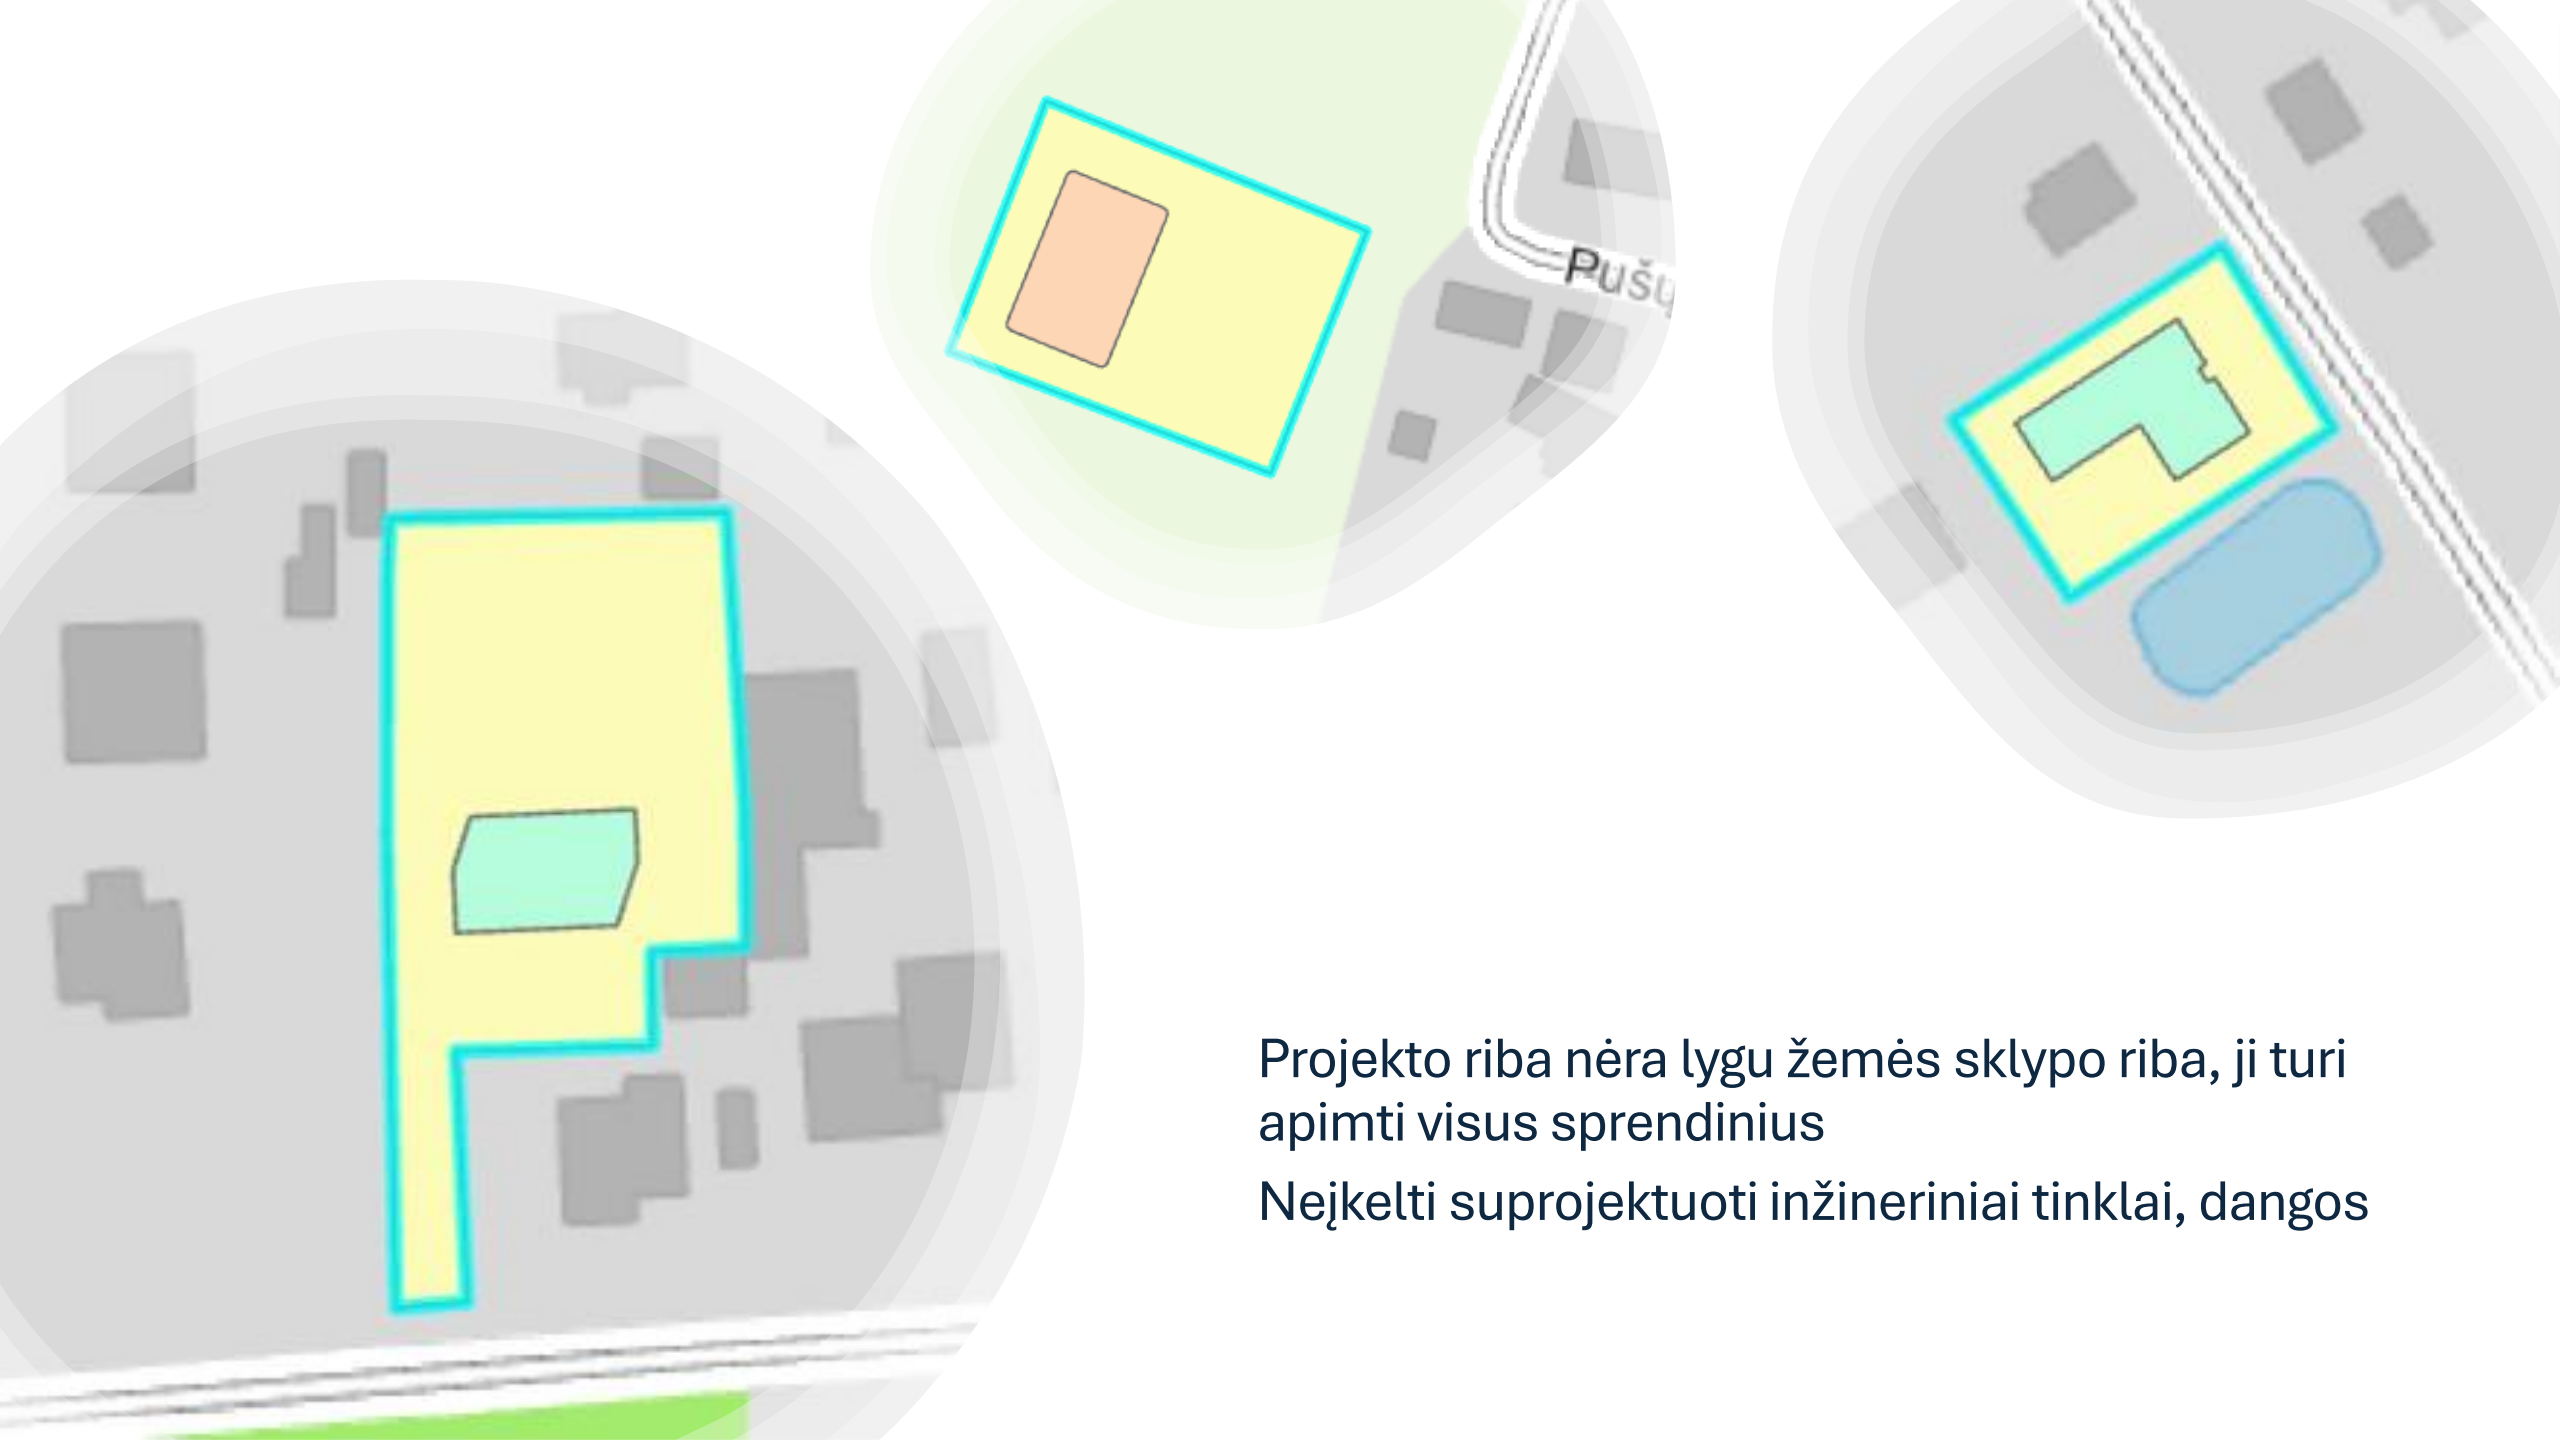 Pušų
Projekto riba nėra lygu žemės sklypo riba, ji turi
apimti visus sprendinius
Neįkelti suprojektuoti inžineriniai tinklai, dangos